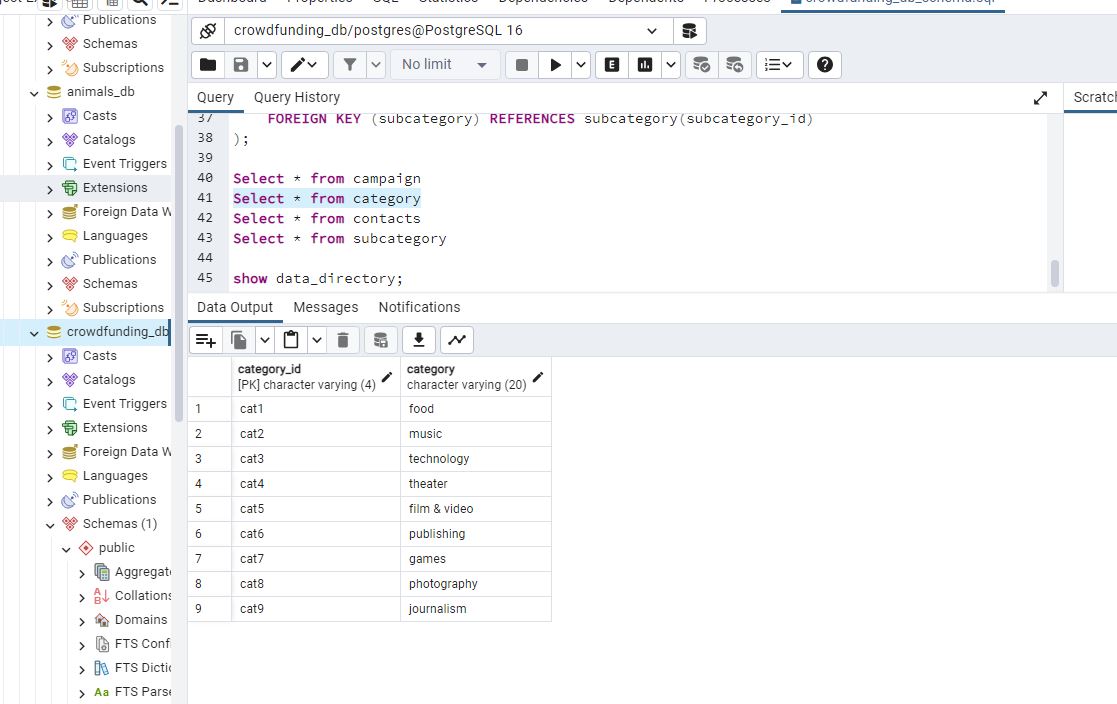 Dashboard Properties SQL Statistics Dependencies Dependents Processes crowdfunding_db_schema.sql
Publications
Schemas
Subscriptions
animals_db
Casts
Catalogs
Event Triggers
Extensions
Foreign Data W
Languages
Publications
Schemas
Subscriptions
crowdfunding_db
Casts
Catalogs
Event Triggers
Extensions
Foreign Data W
Languages
Publications
Schemas (1)
public
Aggregate
Collations
Domains
FTS Confi
FTS Dictio
Aa FTS Parse
crowdfunding_db/postgres@PostgreSQL 16
No limit
E
Query Query History
Scratch
37 FOREIGN KEY (subcategory) REFERENCES subcategory(subcategory_id)
38 );
39
40 Select * from campaign
41 Select * from category
42 Select * from contacts
43 Select * from subcategory
44
45 show data_directory;
Data Output Messages Notifications
category_id category
[PK] character varying (4) character varying (20)
1 cat1 food
2 cat2 music
3 cat3 technology
4 cat4 theater
5 cat5 film & video
6 cat6 publishing
7 cat7 games
8 cat8 photography
9 cat9 journalism